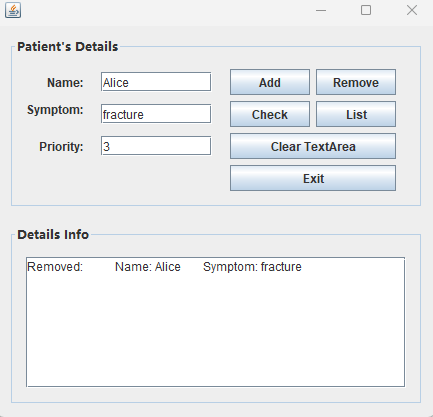 Patient's Details
Name: Alice Add Remove
Symptom: fracture Check List
Priority: 3 Clear TextArea
Exit
Details Info
Removed: Name: Alice Symptom: fracture